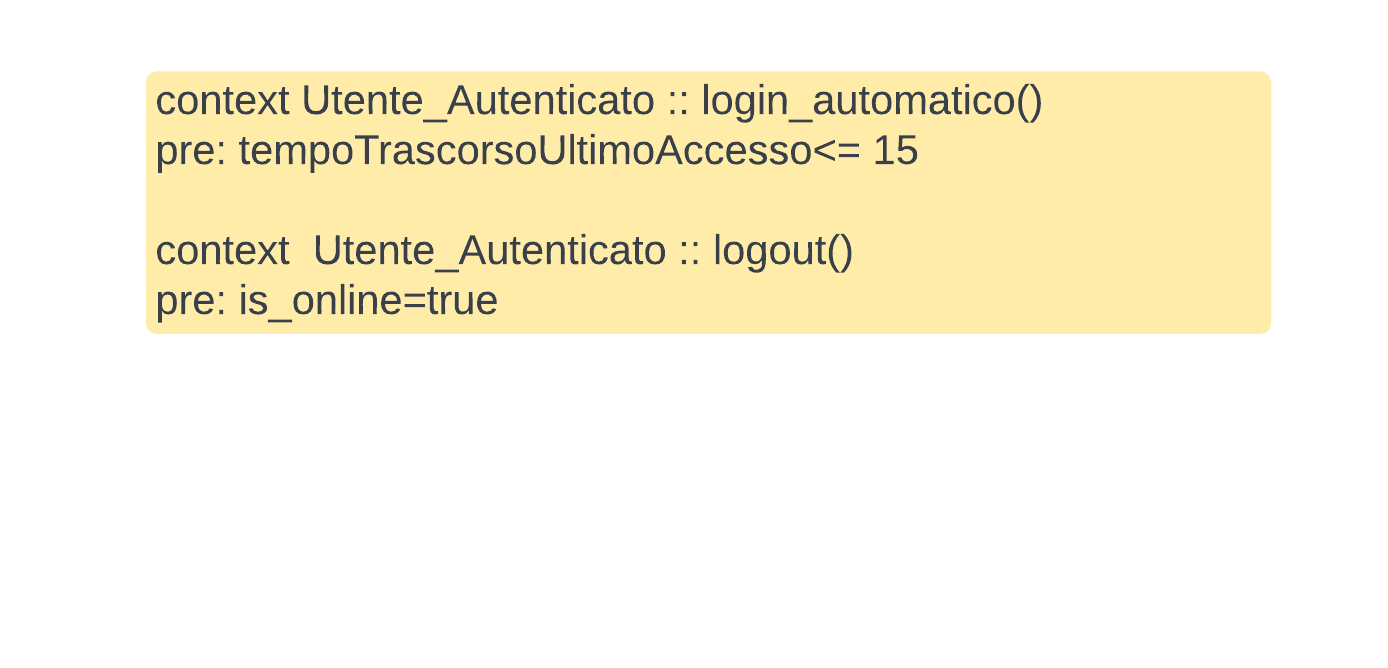 context Utente_Autenticato :: login_automatico()
pre: tempoTrascorsoUltimoAccesso<= 15
context  Utente_Autenticato :: logout()
pre: is_online=true